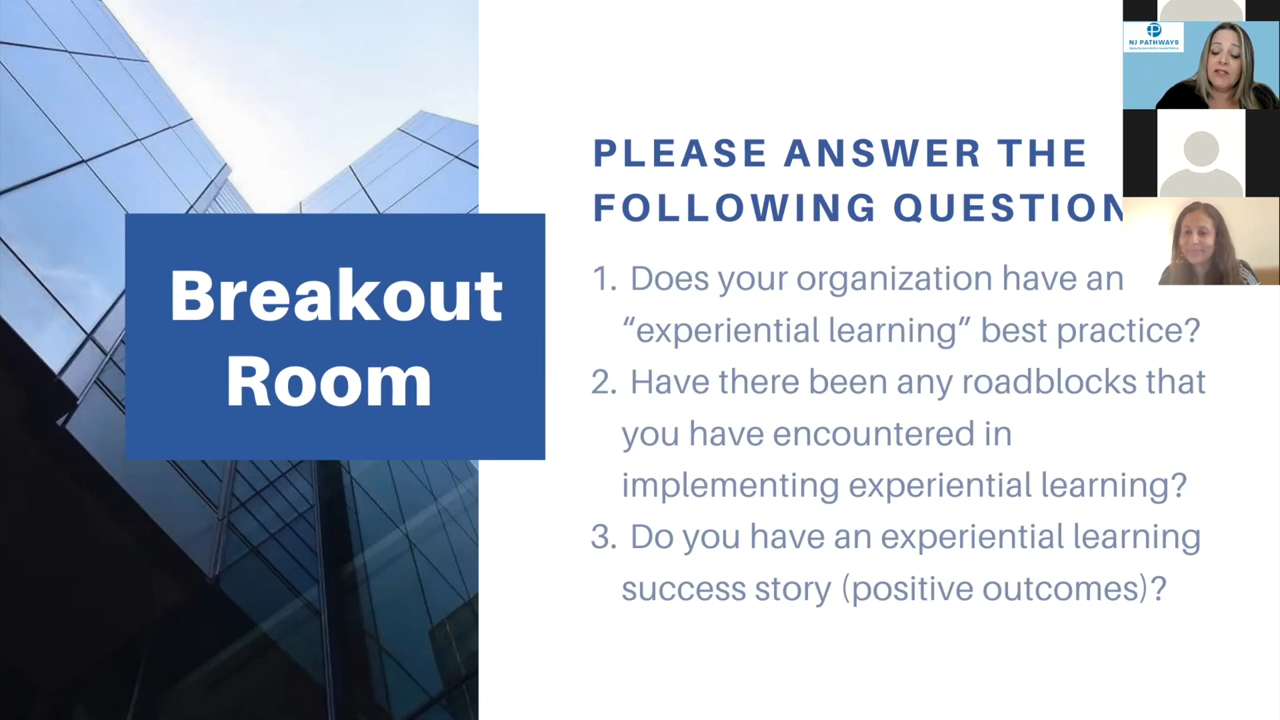 Breakout
Room
PLEASE ANSWER THE
FOLLOWING QUESTION
1. Does your organization have an
“experiential learning” best practice?
2. Have there been any roadblocks that
you have encountered in
implementing experiential learning?
3. Do you have an experiential learning
success story (positive outcomes)?
NJ PATHWAYS